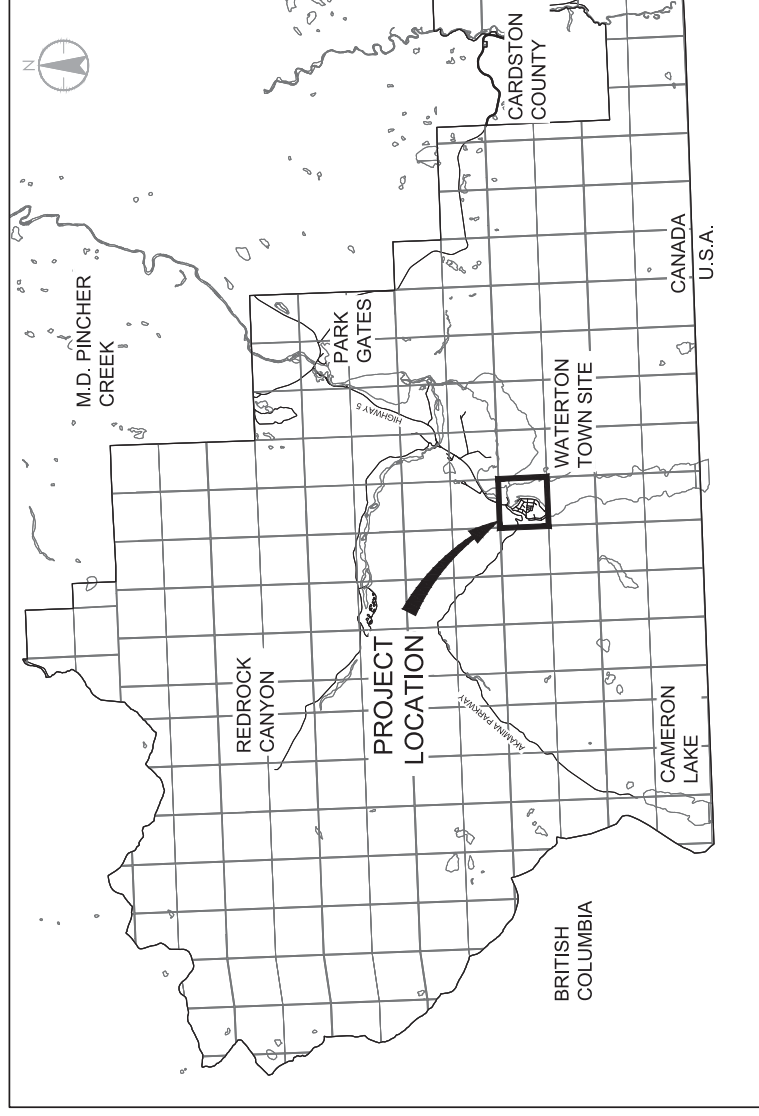 N
M.D. PINCHER
CREEK
CARDSTON
COUNTY
PARK
GATES
HIGHWAY 5
REDROCK
CANYON
PROJECT
LOCATION
WATERTON
TOWN SITE
CANADA
U.S.A.
AKAMINA PARKWAY
CAMERON
LAKE
BRITISH
COLUMBIA